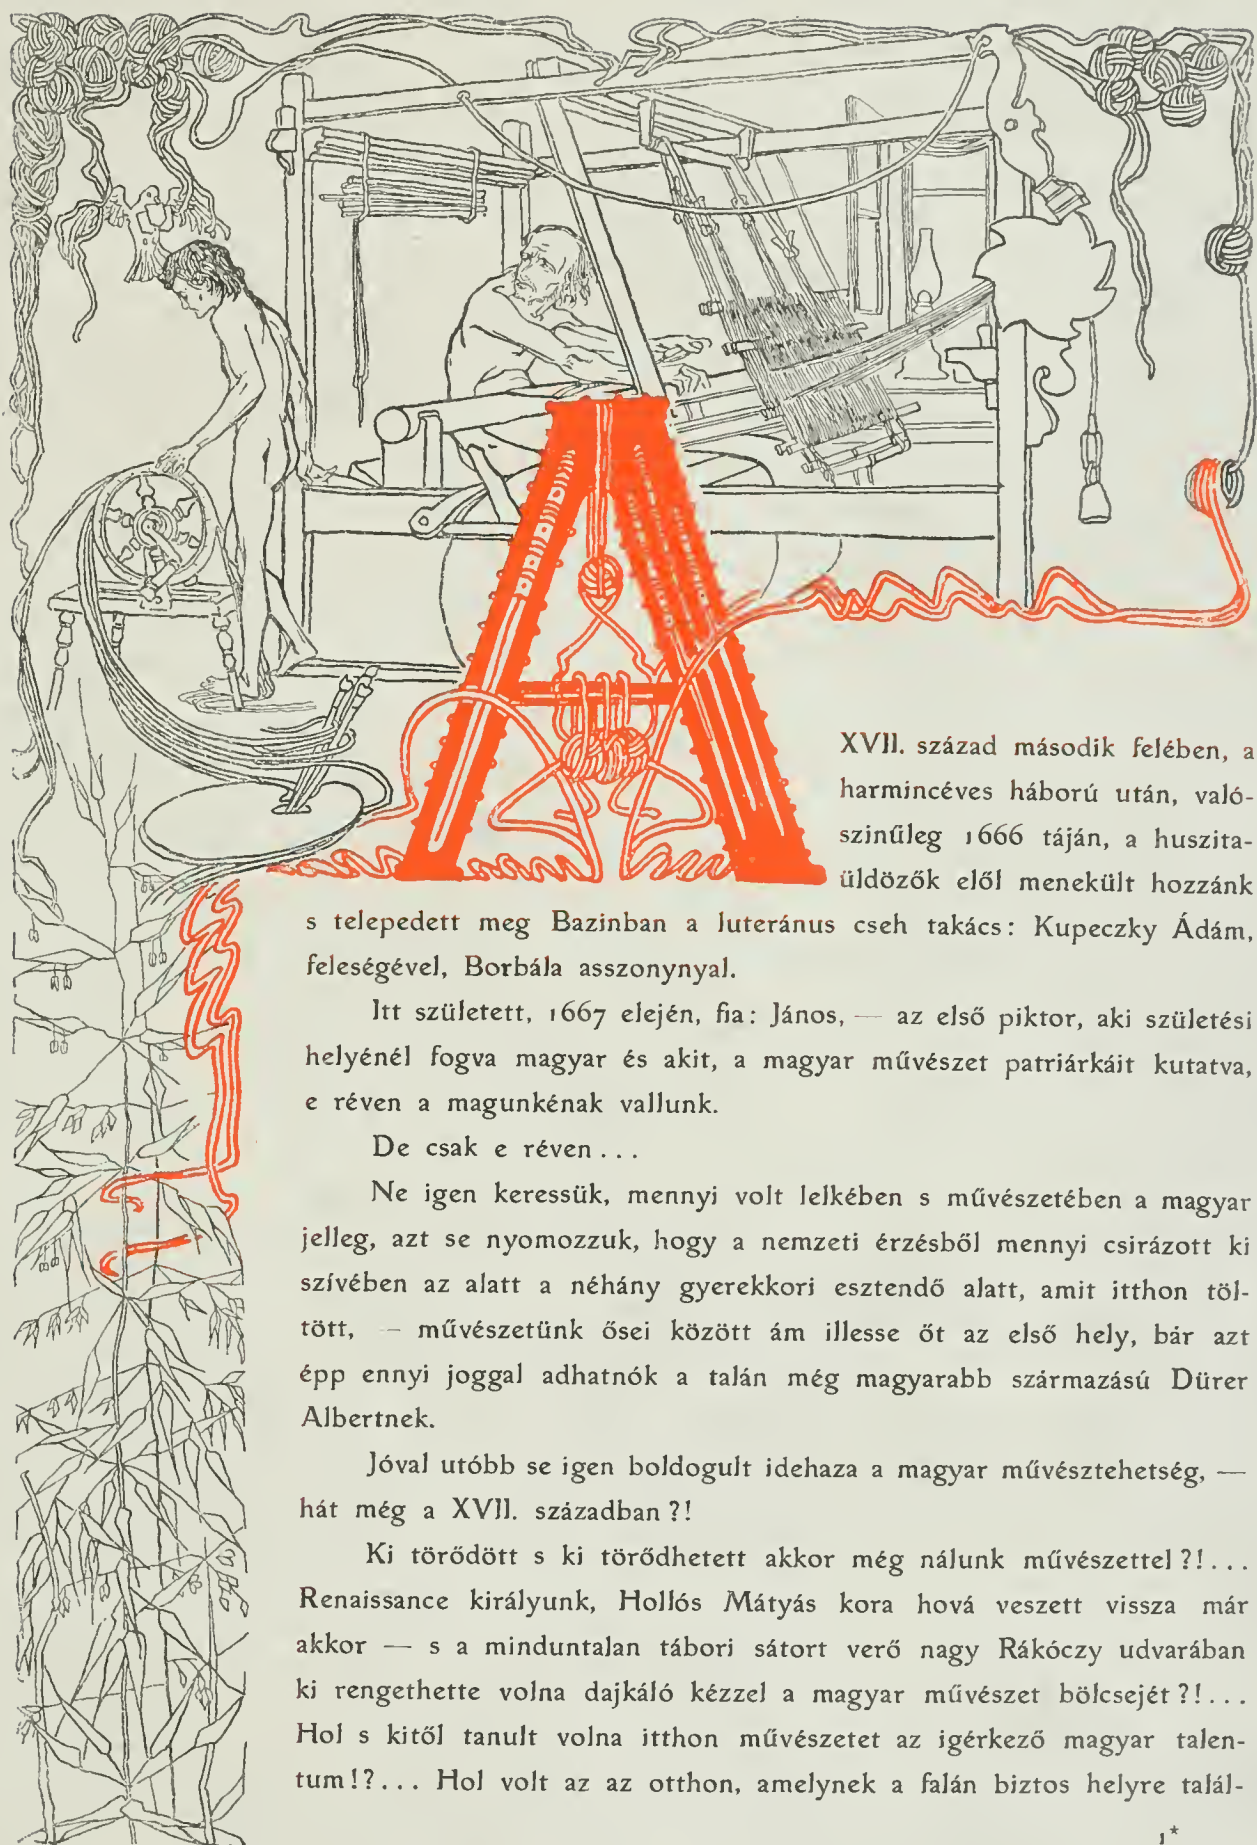 A
XVII. század második felében, a
harmincéves háború után, való-
szinűleg 1666 táján, a huszita-
üldözők elől menekült hozzánk
s telepedett meg Bazinban a luteránus cseh takács: Kupeczky Ádám,
feleségével, Borbála asszonynyal.
Itt született, 1667 elején, fia: János, — az első piktor, aki születési
helyénél fogva magyar és akit, a magyar művészet patriárkáit kutatva,
e réven a magunkénak vallunk.
De csak e réven...
Ne igen keressük, mennyi volt lelkében s művészetében a magyar
jelleg, azt se nyomozzuk, hogy a nemzeti érzésből mennyi csirázott ki
szívében az alatt a néhány gyerekkori esztendő alatt, amit itthon töl-
tött, — művészetünk ősei között ám illesse őt az első hely, bár azt
épp ennyi joggal adhatnók a talán még magyarabb származású Dürer
Albertnek.
Jóval utóbb se igen boldogult idehaza a magyar művésztehetség, —
hát még a XVII. században?!
Ki törődött s ki törődhetett akkor még nálunk művészettel?!...
Renaissance királyunk, Hollós Mátyás kora hová veszett vissza már
akkor — s a minduntalan tábori sátort verő nagy Rákóczy udvarában
ki rengethette volna dajkáló kézzel a magyar művészet bölcsejét?!...
Hol s kitől tanult volna itthon művészetet az igérkező magyar talen-
tum!?... Hol volt az az otthon, amelynek a falán biztos helyre talál-
1*